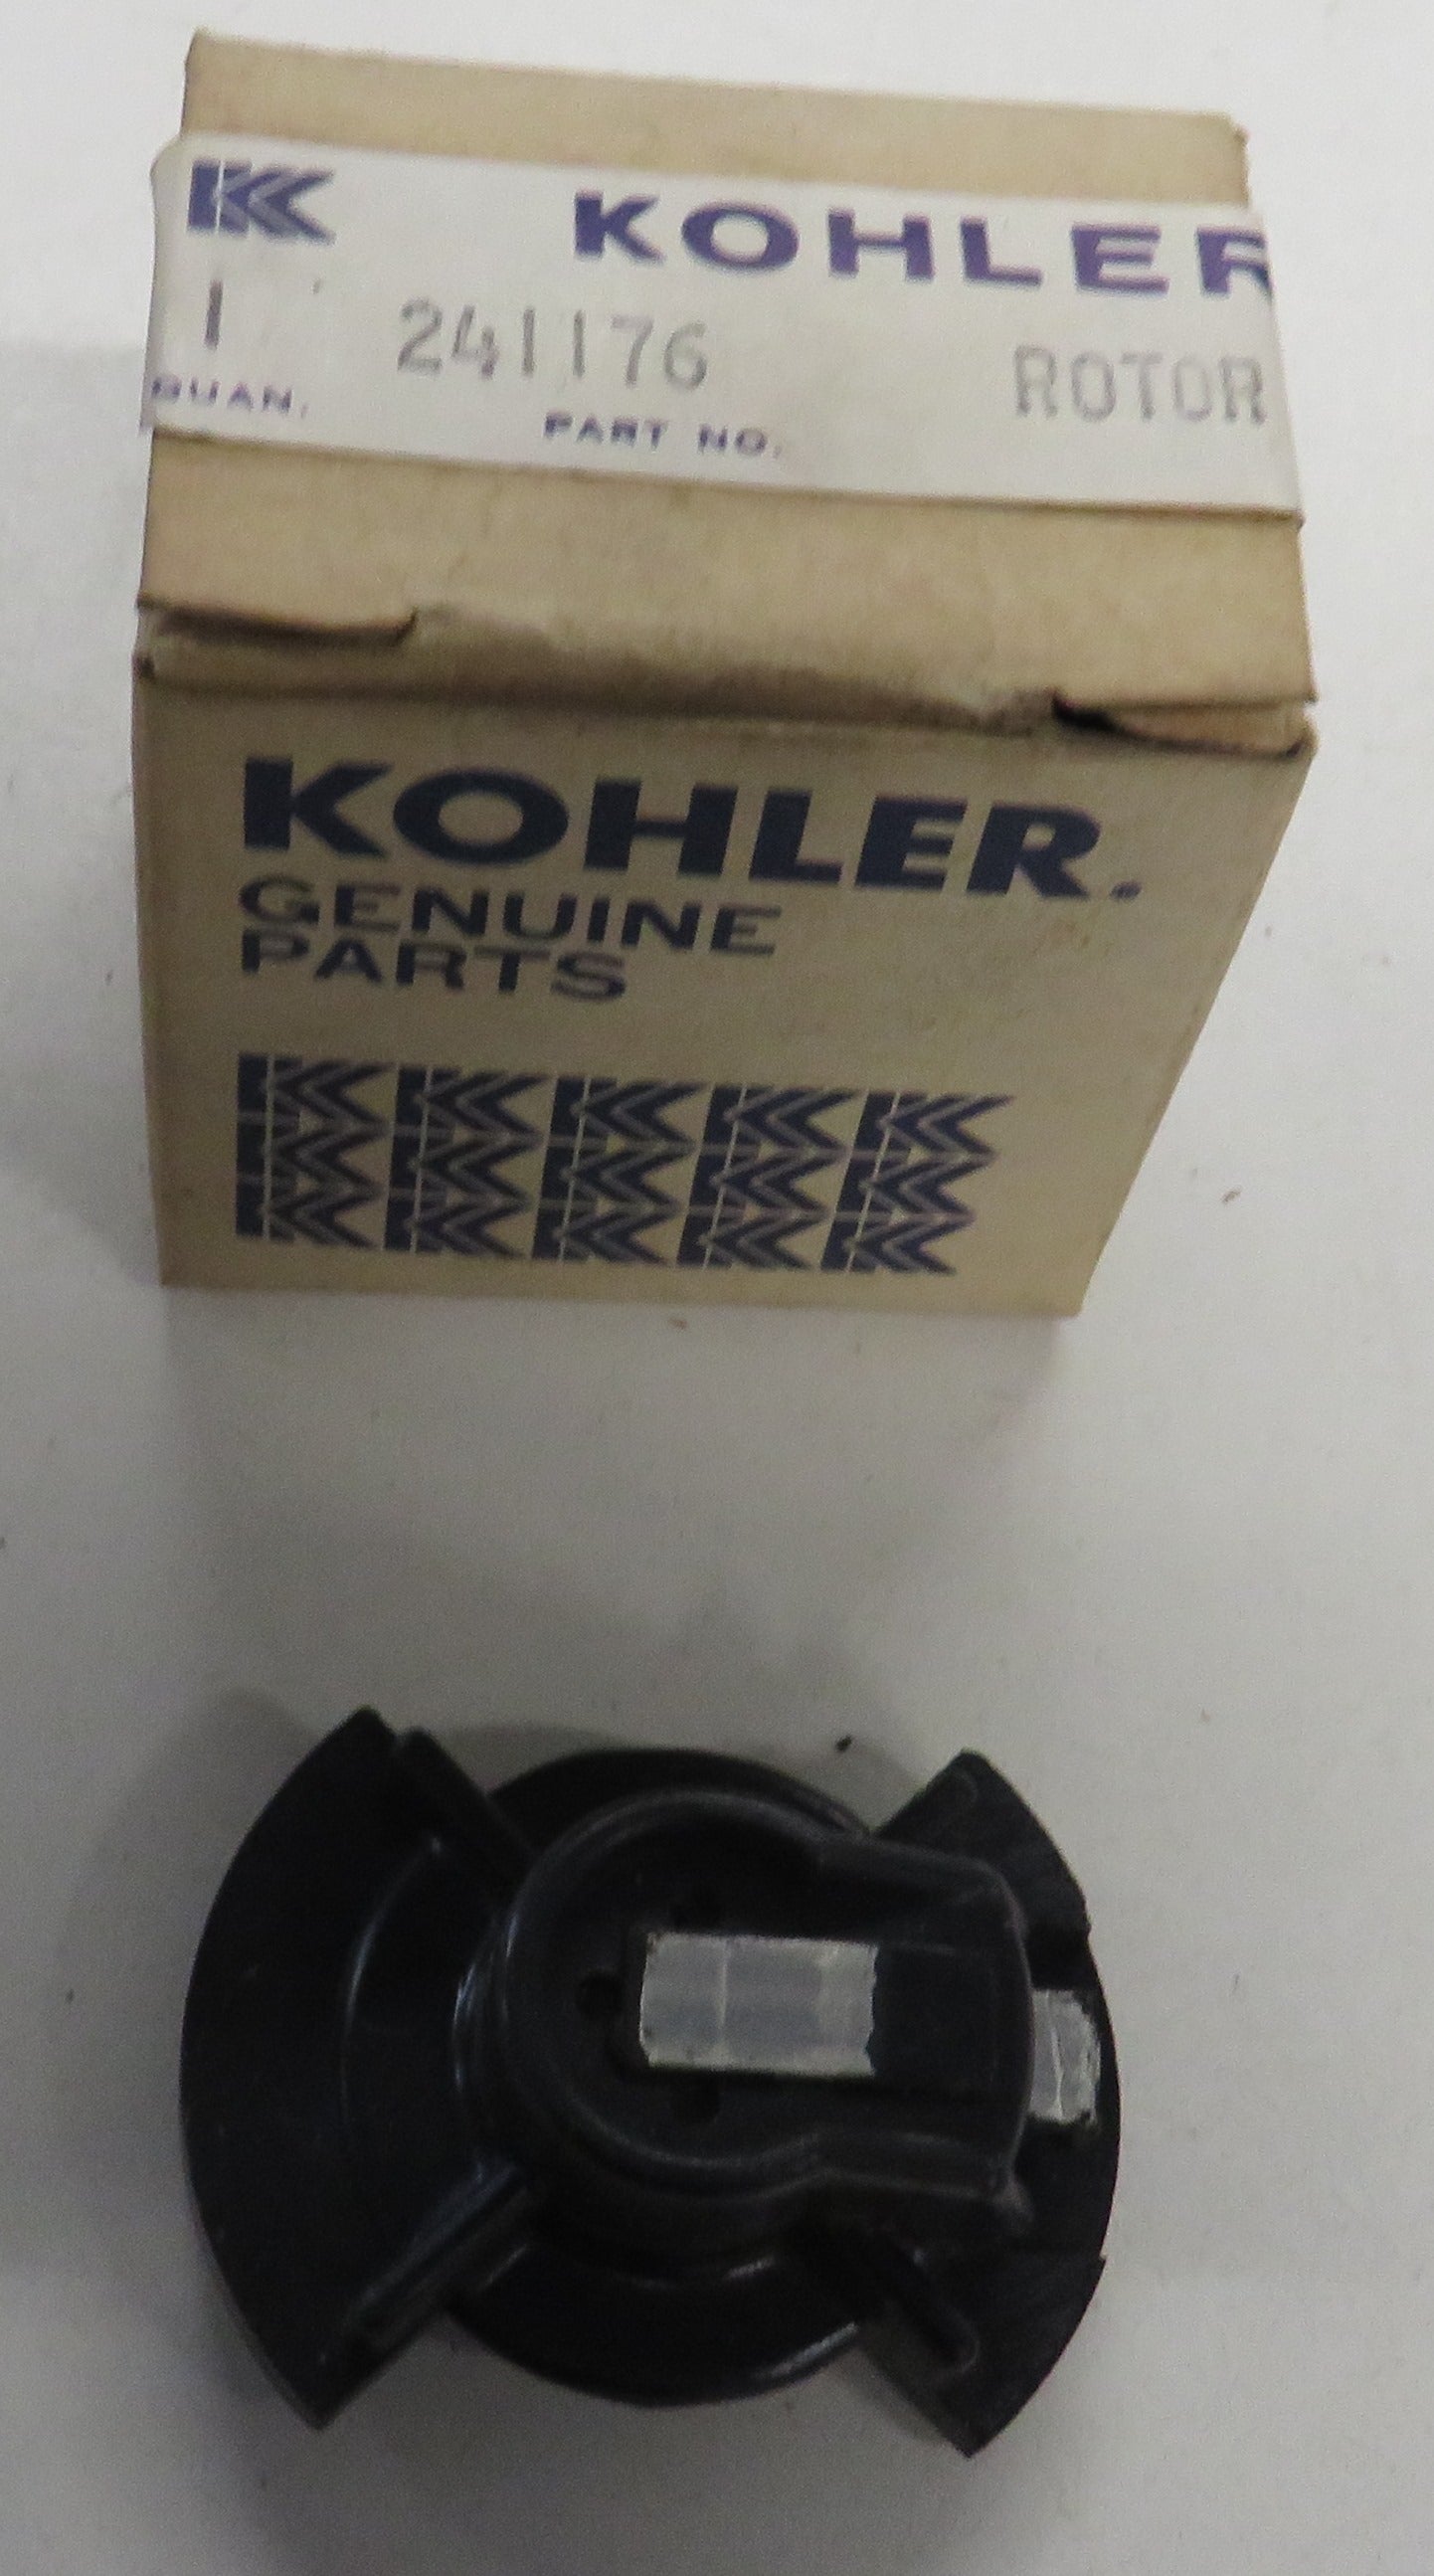 K KOHLER
1 241176 ROTOR
QUAN. PART NO.
KOHLER.
GENUINE
PARTS
K K K K K
K K K K K
K K K K K